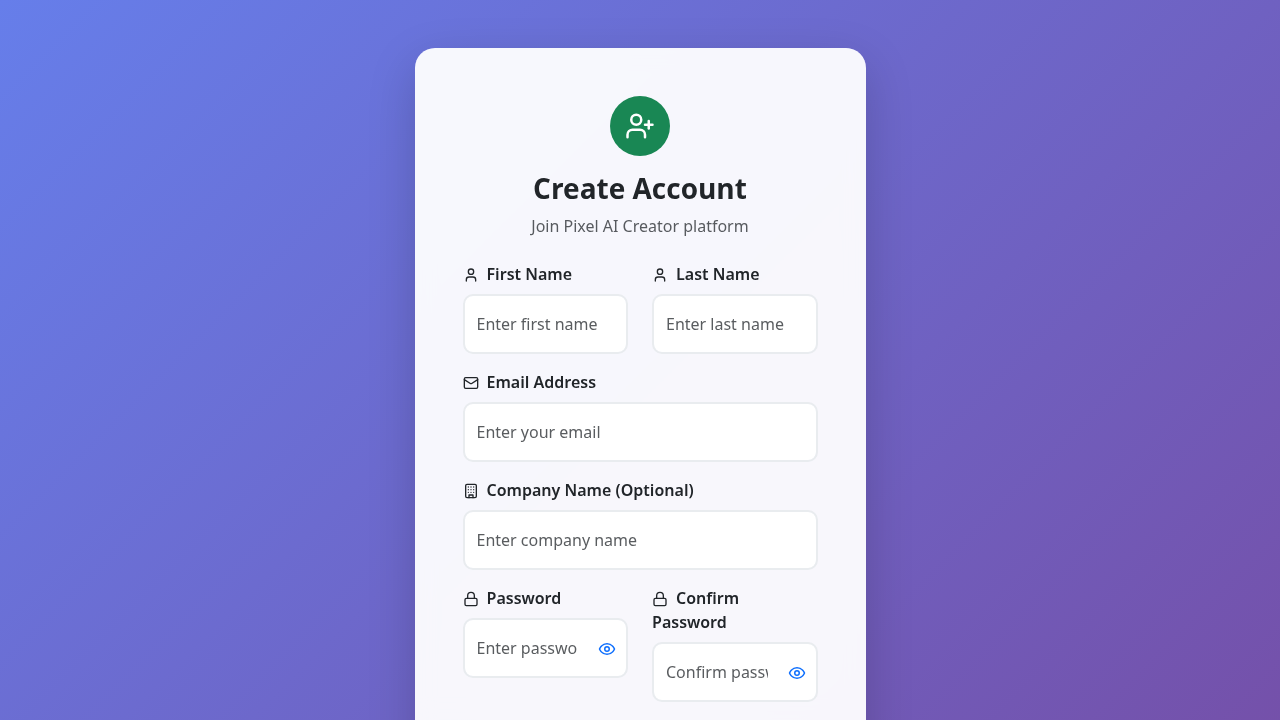 Create Account
Join Pixel AI Creator platform
First Name
Last Name
Enter first name
Enter last name
Email Address
Enter your email
Company Name (Optional)
Enter company name
Password
Confirm
Password
Enter passwo
Confirm passw